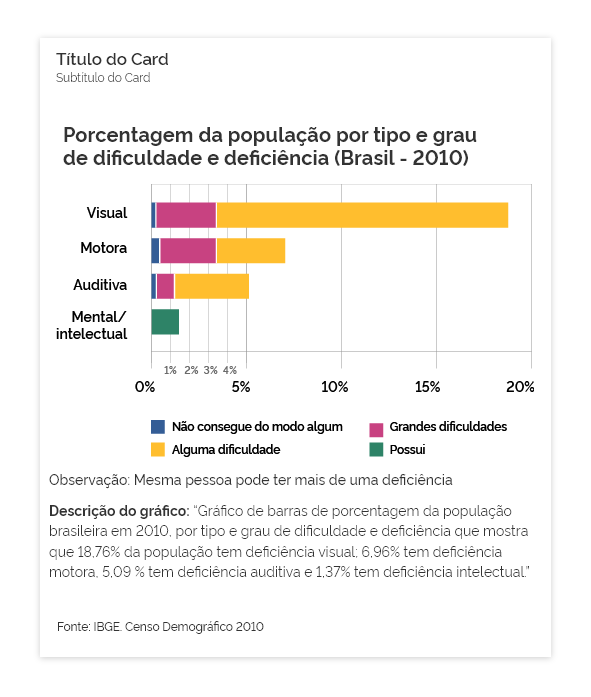 Título do Card
Subtitulo do Card
Porcentagem da população por tipo e grau
de dificuldade e deficiência (Brasil - 2010)
Visual
Motora
Auditiva
Mental/
intelectual
1% 2% 3% 4%
0% 5% 10% 15% 20%
Não consegue do modo algum
Grandes dificuldades
Alguma dificuldade
Possui
Observação: Mesma pessoa pode ter mais de uma deficiência
Descrição do gráfico: “Gráfico de barras de porcentagem da população
brasileira em 2010, por tipo e grau de dificuldade e deficiência que mostra
que 18,76% da população tem deficiência visual; 6,96% tem deficiência
motora, 5,09 % tem deficiência auditiva e 1,37% tem deficiência intelectual.”
Fonte: IBGE. Censo Demográfico 2010